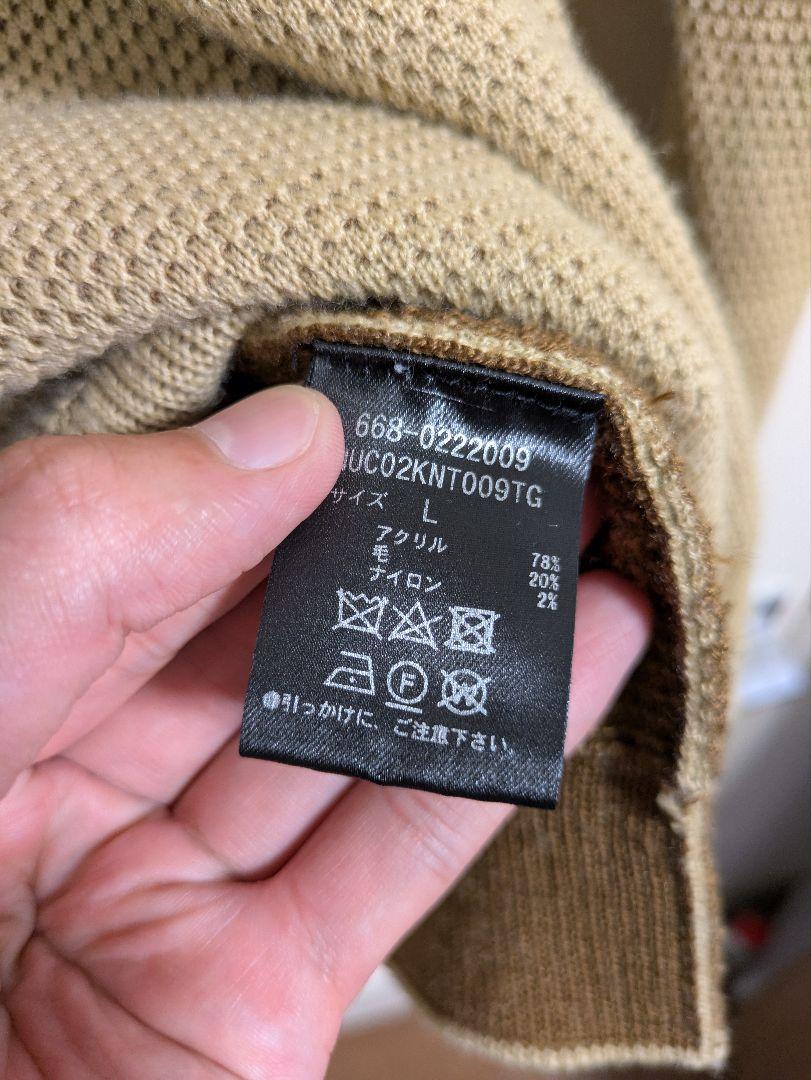 668-0222009
UC02KNT009TG
サイズ L
アクリル 78%
毛 20%
ナイロン 2%
F W
●引っかけに、ご注意下さい。